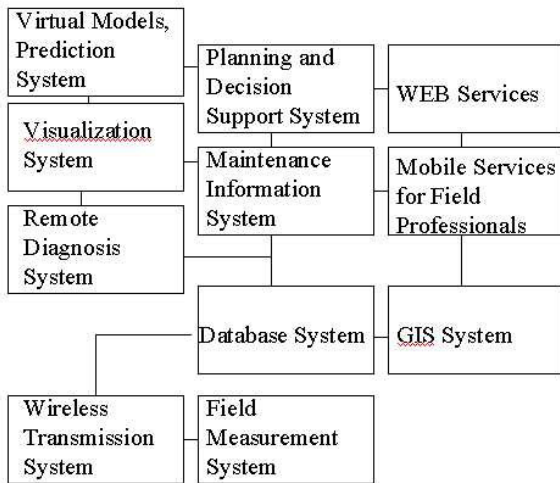 Virtual Models,
Prediction
System
Planning and
Decision
Support System
WEB Services
Visualization
System
Maintenance
Information
System
Mobile Services
for Field
Professionals
Remote
Diagnosis
System
Database System
GIS System
Wireless
Transmission
System
Field
Measurement
System